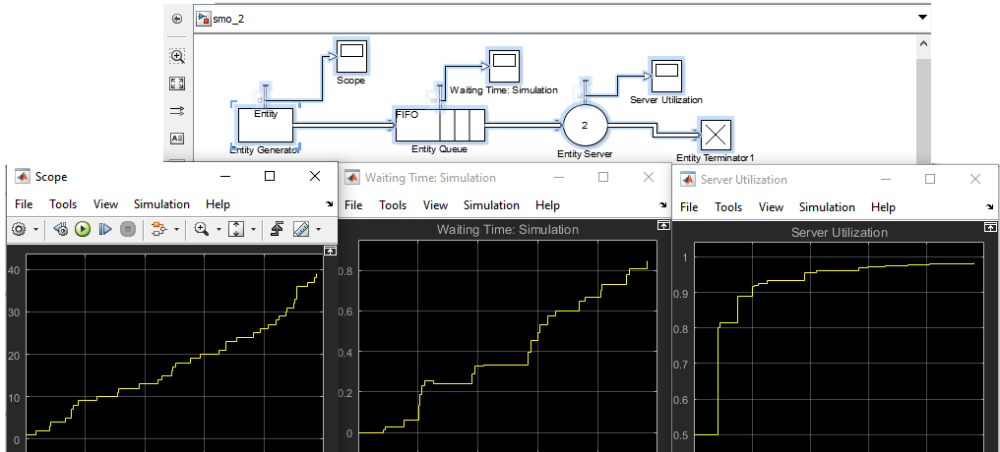 smo_2
Scope
Waiting Time: Simulation
Server Utilization
d
w
u
Entity
FIFO
2
Entity Generator
Entity Queue
Entity Server
Entity Terminator1
Scope
File Tools View Simulation Help
40
30
20
10
0
Waiting Time: Simulation
File Tools View Simulation Help
Waiting Time: Simulation
0.8
0.6
0.4
0.2
0
Server Utilization
File Tools View Simulation Help
Server Utilization
1
0.9
0.8
0.7
0.6
0.5